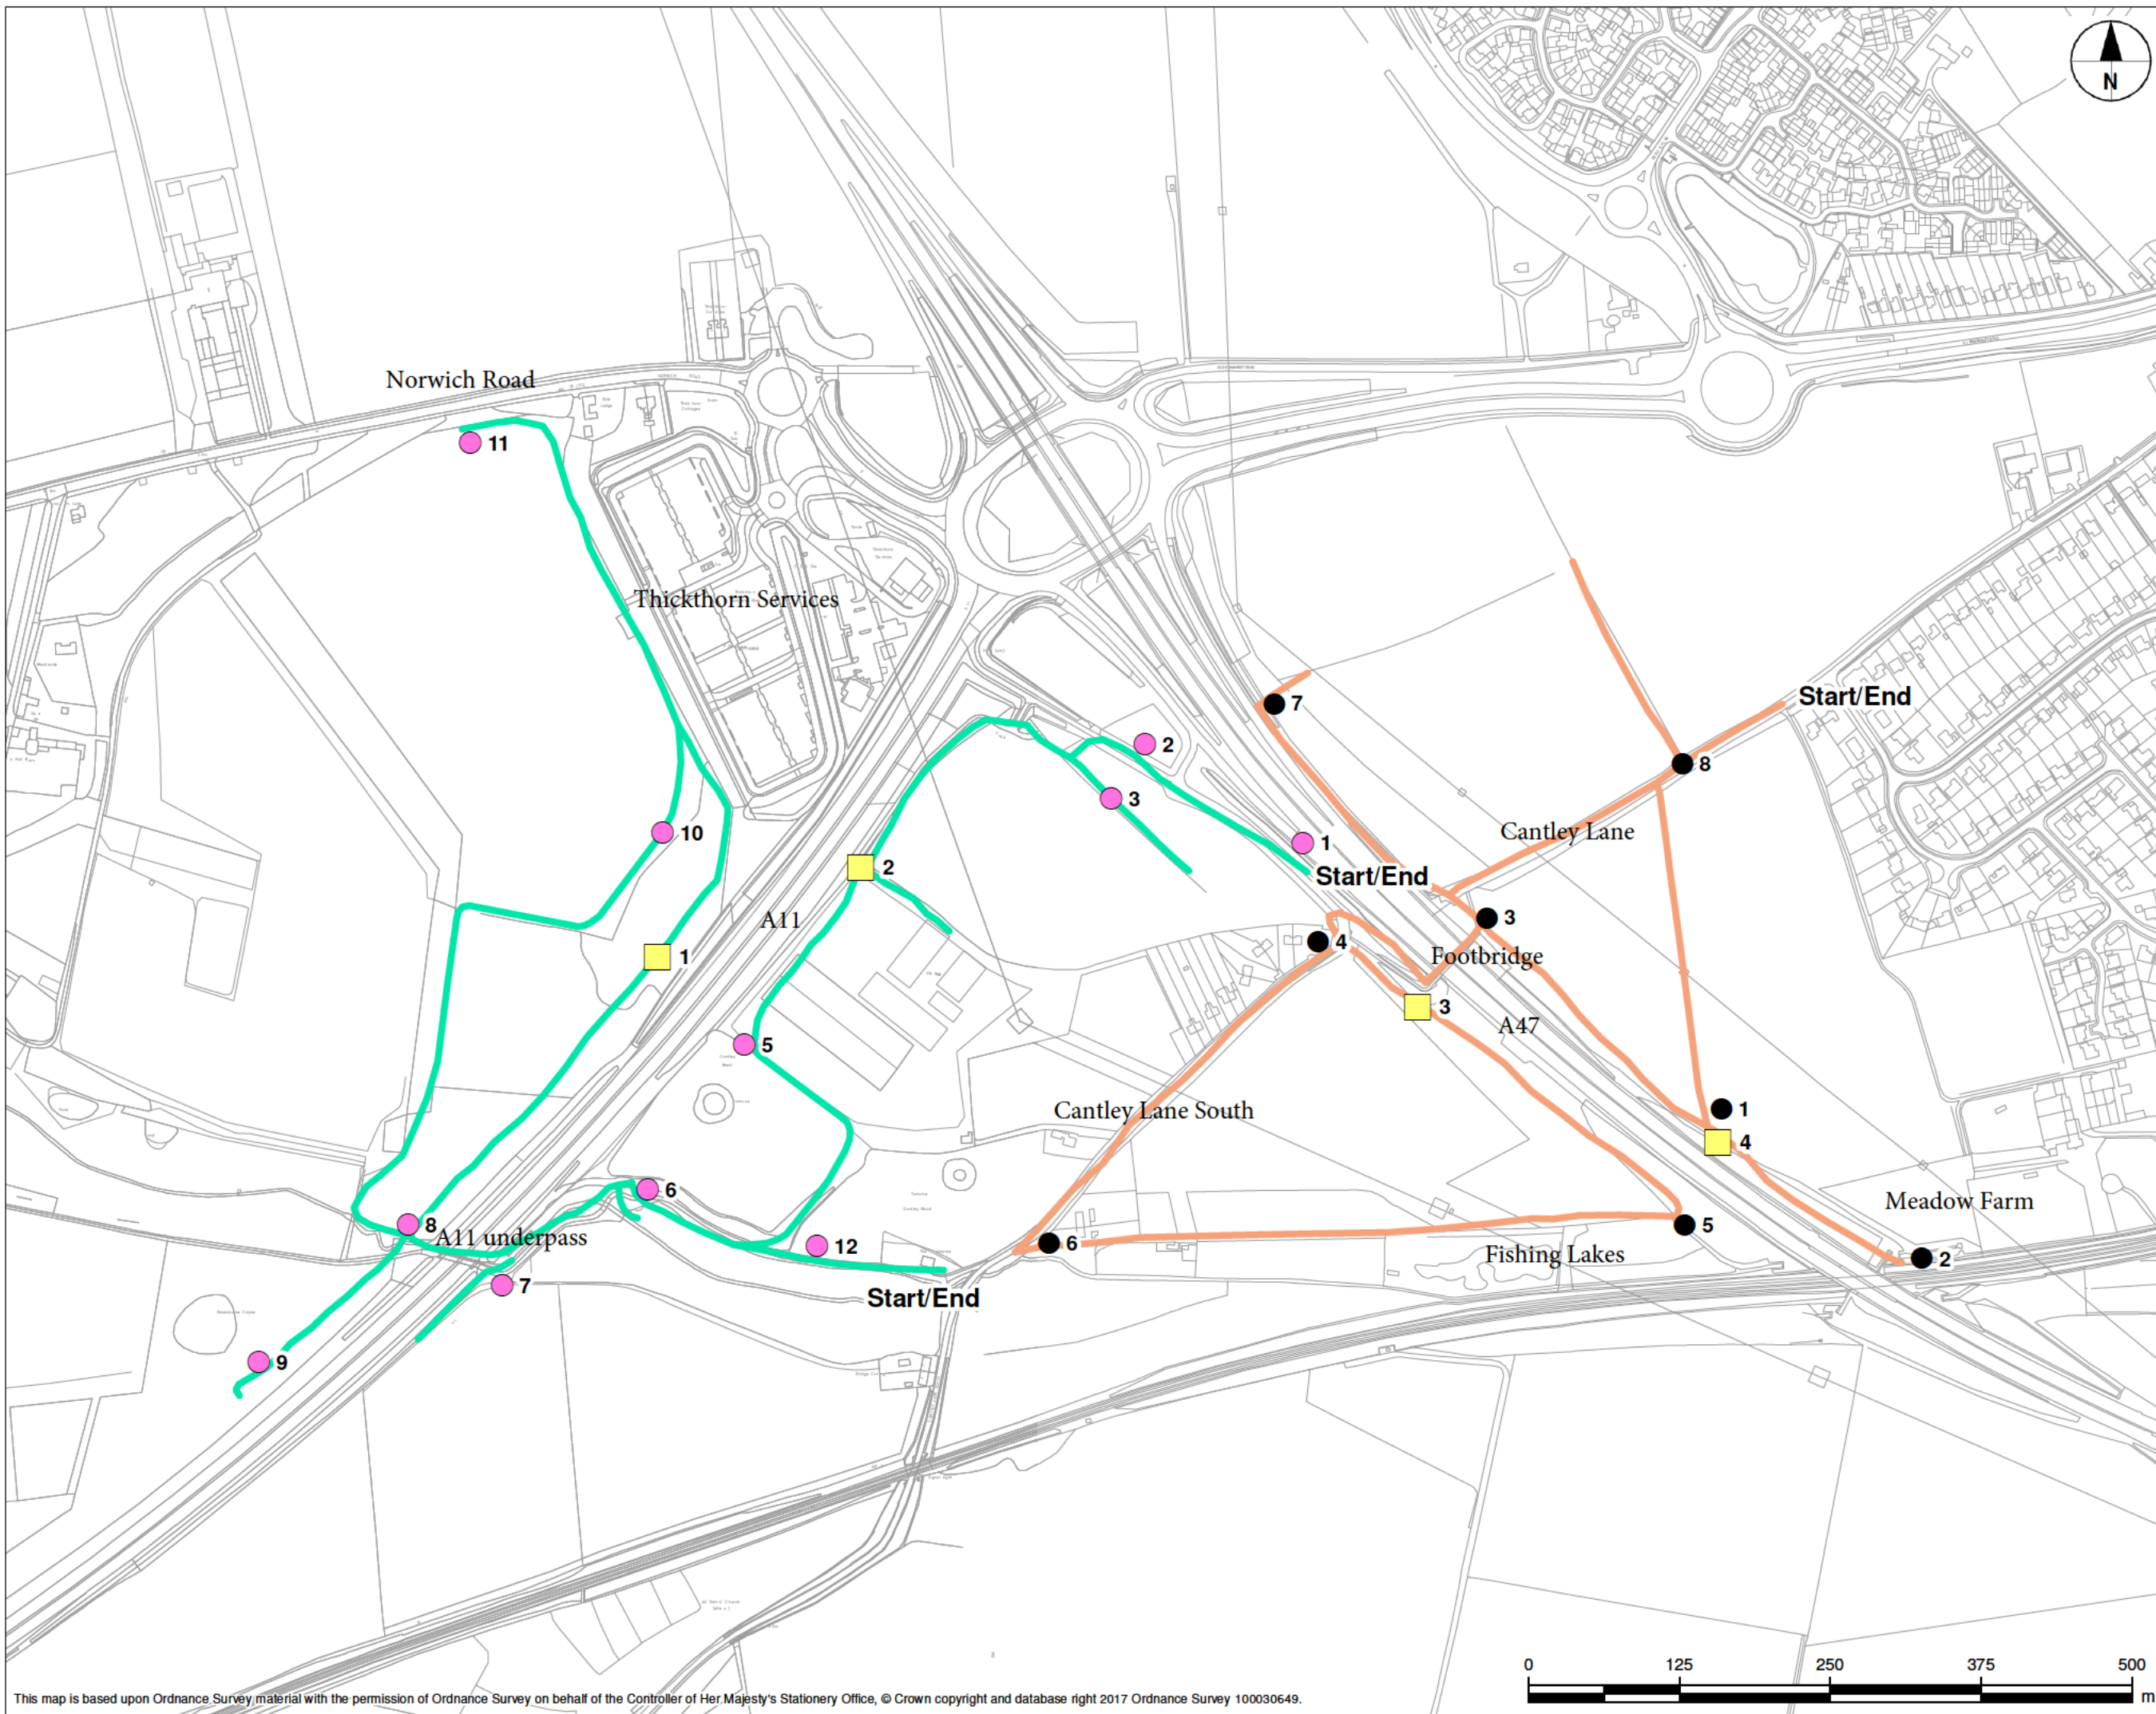 N
Norwich Road
11
Thickthorn Services
7
Start/End
2
8
3
Cantley Lane
10
1
2
Start/End
A11
3
4
Footbridge
1
3
A47
5
Cantley Lane South
1
4
6
Meadow Farm
8
A11 underpass
12
6
5
Fishing Lakes
2
7
Start/End
9
0
125
250
375
500
m
This map is based upon Ordnance Survey material with the permission of Ordnance Survey on behalf of the Controller of Her Majesty's Stationery Office, © Crown copyright and database right 2017 Ordnance Survey 100030649.